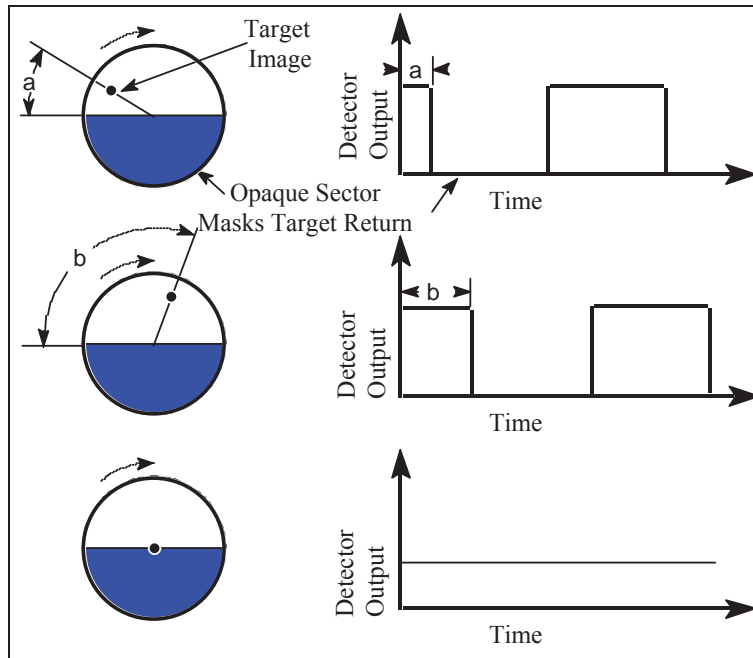 Target
Image
a
Detector
Output
a
Time
Opaque Sector
Masks Target Return
b
Detector
Output
b
Time
Detector
Output
Time